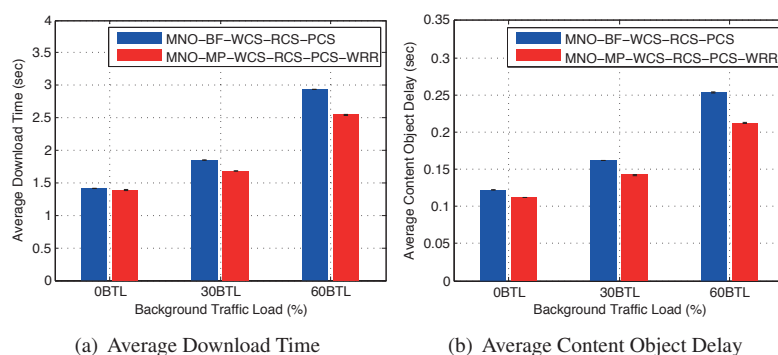 4
3.5
3
2.5
2
1.5
1
0.5
0
Average Download Time (sec)
MNO-BF-WCS-RCS-PCS
MNO-MP-WCS-RCS-PCS-WRR
0BTL 30BTL 60BTL
Background Traffic Load (%)
(a) Average Download Time
0.35
0.3
0.25
0.2
0.15
0.1
0.05
0
Average Content Object Delay (sec)
MNO-BF-WCS-RCS-PCS
MNO-MP-WCS-RCS-PCS-WRR
0BTL 30BTL 60BTL
Background Traffic Load (%)
(b) Average Content Object Delay